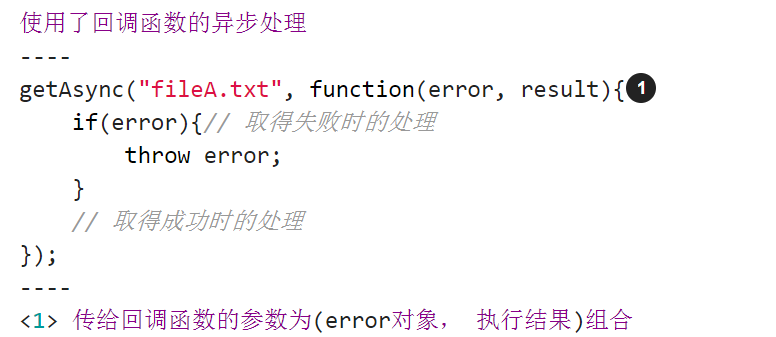 使用了回调函数的异步处理
----
getAsync("fileA.txt", function(error, result){ 1
    if(error){// 取得失败时的处理
        throw error;
    }
    // 取得成功时的处理
});
----
<1> 传给回调函数的参数为(error对象， 执行结果)组合